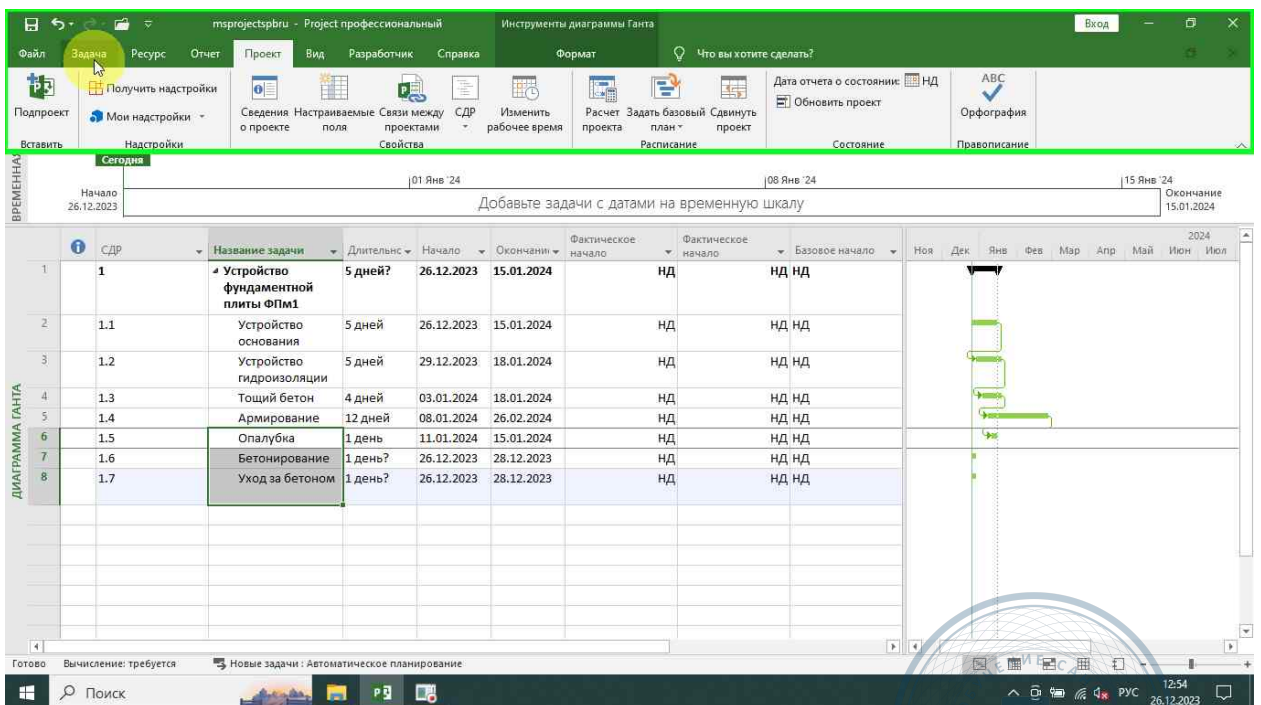 msprojectspbru - Project профессиональный
Инструменты диаграммы Ганта
Вход
Файл Задача Ресурс Отчет Проект Вид Разработчик Справка Формат Что вы хотите сделать?
Подпроект
Получить надстройки
Мои надстройки
Сведения о проекте
Настраиваемые поля
Связи между проектами
СДР
Изменить рабочее время
Расчет проекта
Задать базовый план
Сдвинуть проект
Дата отчета о состоянии: НД
Обновить проект
ABC
Орфография
Вставить Надстройки Свойства Расписание Состояние Правописание
Сегодня
01 Янв '24 08 Янв '24 15 Янв '24
Начало
26.12.2023
Добавьте задачи с датами на временную шкалу
Окончание
15.01.2024
СДР Название задачи Длительнс Начало Окончани Фактическое начало Фактическое начало Базовое начало Ноя Дек Янв Фев Мар Апр Май Июн Июл
2024
1 1 Устройство фундаментной плиты ФПм1 5 дней? 26.12.2023 15.01.2024 НД НД НД
2 1.1 Устройство основания 5 дней 26.12.2023 15.01.2024 НД НД НД
3 1.2 Устройство гидроизоляции 5 дней 29.12.2023 18.01.2024 НД НД НД
4 1.3 Тощий бетон 4 дней 03.01.2024 18.01.2024 НД НД НД
5 1.4 Армирование 12 дней 08.01.2024 26.02.2024 НД НД НД
6 1.5 Опалубка 1 день 11.01.2024 15.01.2024 НД НД НД
7 1.6 Бетонирование 1 день? 26.12.2023 28.12.2023 НД НД НД
8 1.7 Уход за бетоном 1 день? 26.12.2023 28.12.2023 НД НД НД
ДИАГРАММА ГАНТА
Готово Вычисление: требуется Новые задачи : Автоматическое планирование
Поиск
РУС
12:54
26.12.2023